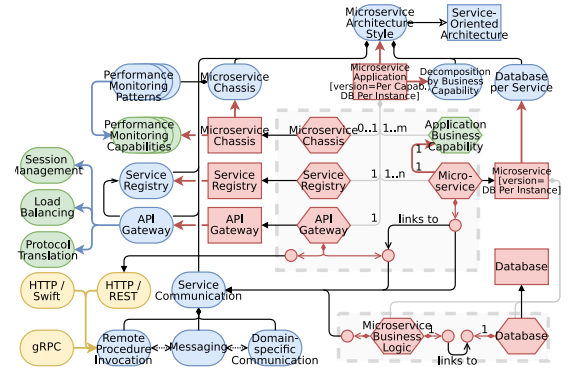 Microservice
Architecture
Style
Service-
Oriented
Architecture
Performance
Monitoring
Patterns
Microservice
Chassis
Microservice
Application
[version=Per Capab.,
DB Per Instance]
Decomposition
by Business
Capability
Database
per Service
Performance
Monitoring
Capabilities
Microservice
Chassis
Microservice
Chassis
0..1
1..m
Application
Business
Capability
1
1
Session
Management
Service
Registry
Service
Registry
Service
Registry
1
1..n
Micro-
service
Microservice
[version=
DB Per Instance]
Load
Balancing
API
Gateway
API
Gateway
API
Gateway
1
links to
Protocol
Translation
HTTP /
Swift
HTTP /
REST
Service
Communication
Database
gRPC
Remote
Procedure
Invocation
Messaging
Domain-
specific
Communication
Microservice
Business
Logic
1
1
Database
links to